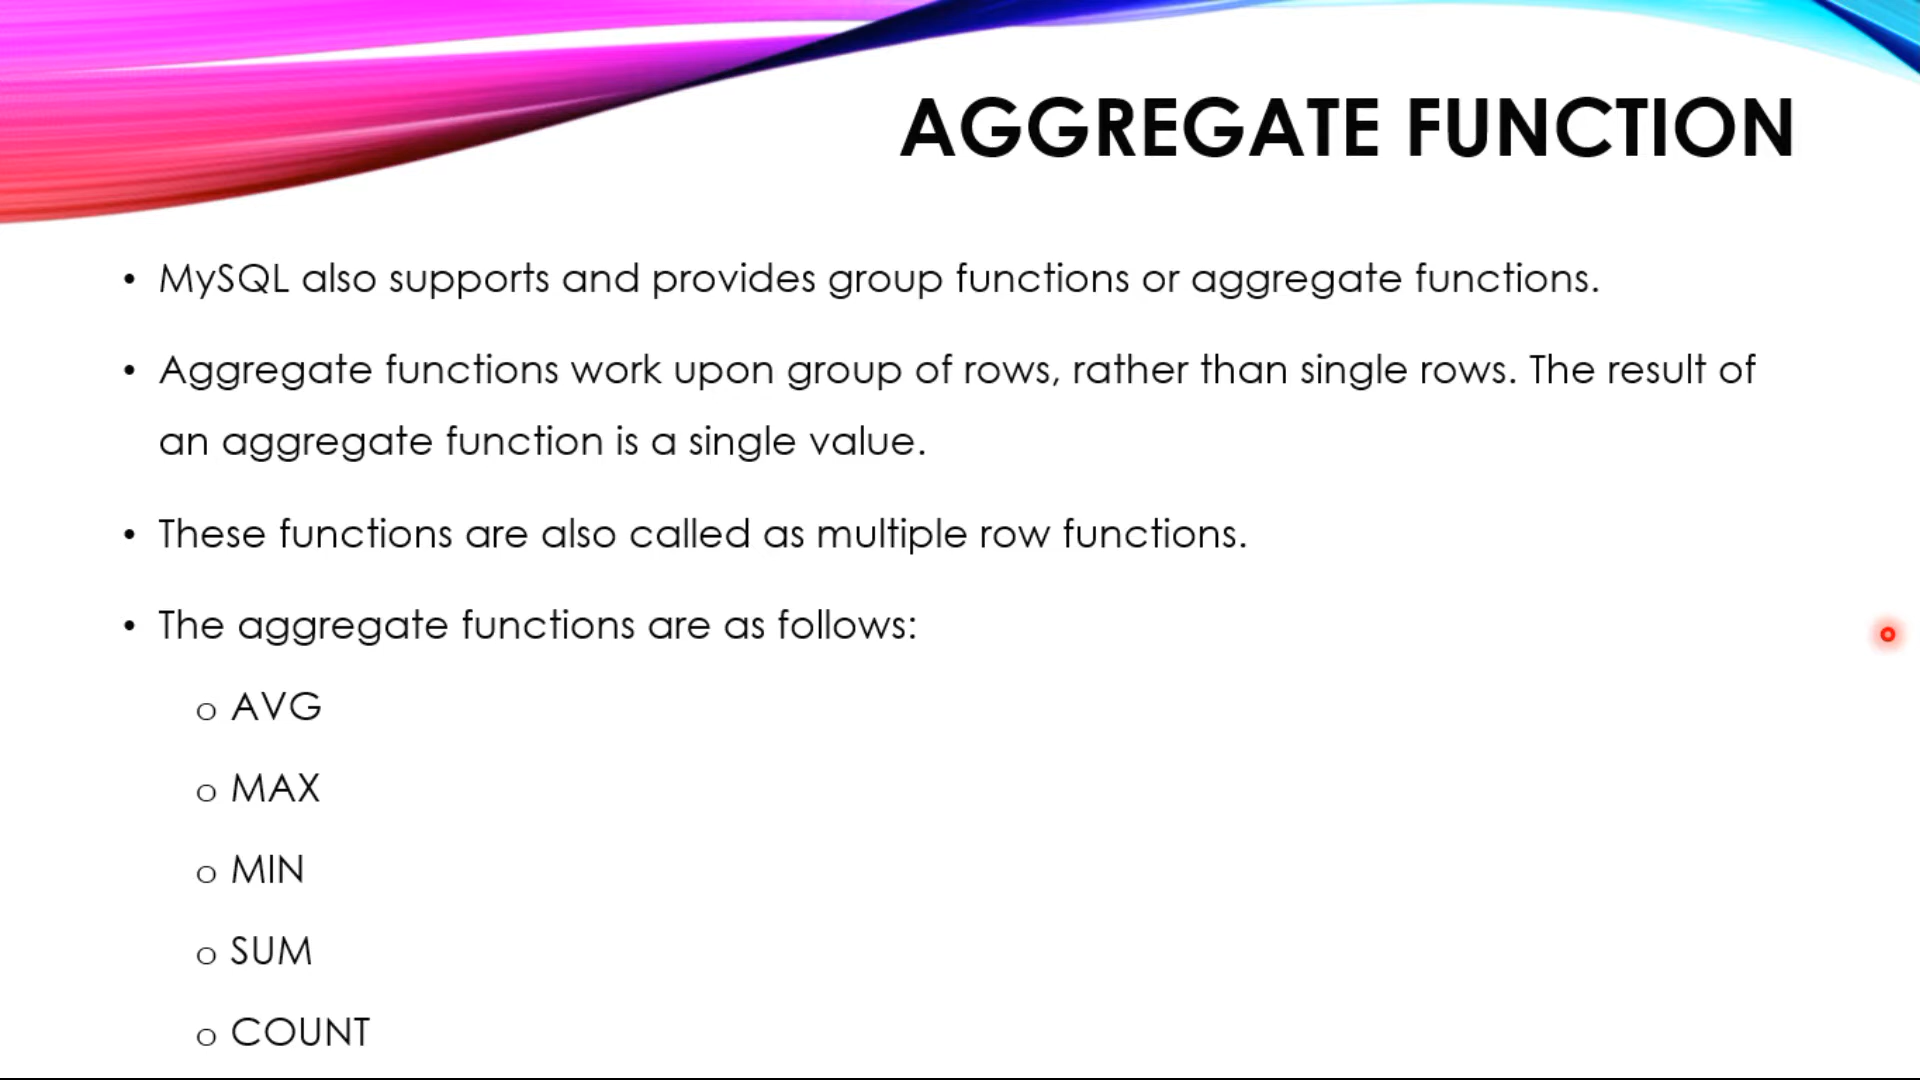 AGGREGATE FUNCTION
• MySQL also supports and provides group functions or aggregate functions.
• Aggregate functions work upon group of rows, rather than single rows. The result of
an aggregate function is a single value.
• These functions are also called as multiple row functions.
• The aggregate functions are as follows:
o AVG
o MAX
o MIN
o SUM
o COUNT